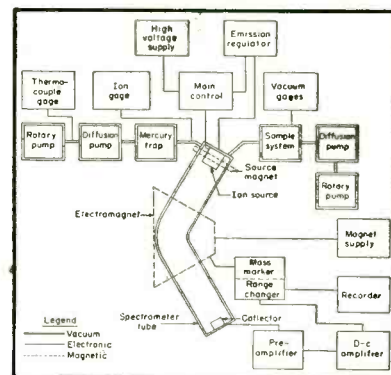 High
voltage
supply
Emission
regulator
Thermo-
couple
gage
Ion
gage
Main
control
Vacuum
gages
Rotary
pump
Diffusion
pump
Mercury
trap
Sample
system
Diffusion
pump
Source
magnet
Ion source
Rotary
pump
Electromagnet
Magnet
supply
Mass
marker
Range
changer
Recorder
Legend
Vacuum
Electronic
Magnetic
Spectrometer
tube
Collector
Pre-
amplifier
D-c
amplifier